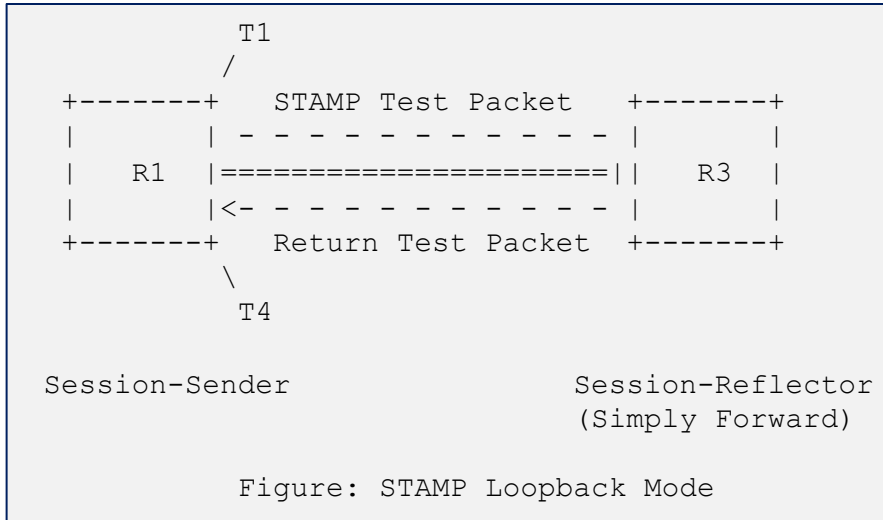 T1
/
+-------+ STAMP Test Packet +-------+
| | - - - - - - - - - - - | |
| R1 |======================|| R3 |
| |<- - - - - - - - - - - | |
+-------+ Return Test Packet +-------+
\
T4
Session-Sender Session-Reflector
(Simply Forward)
Figure: STAMP Loopback Mode